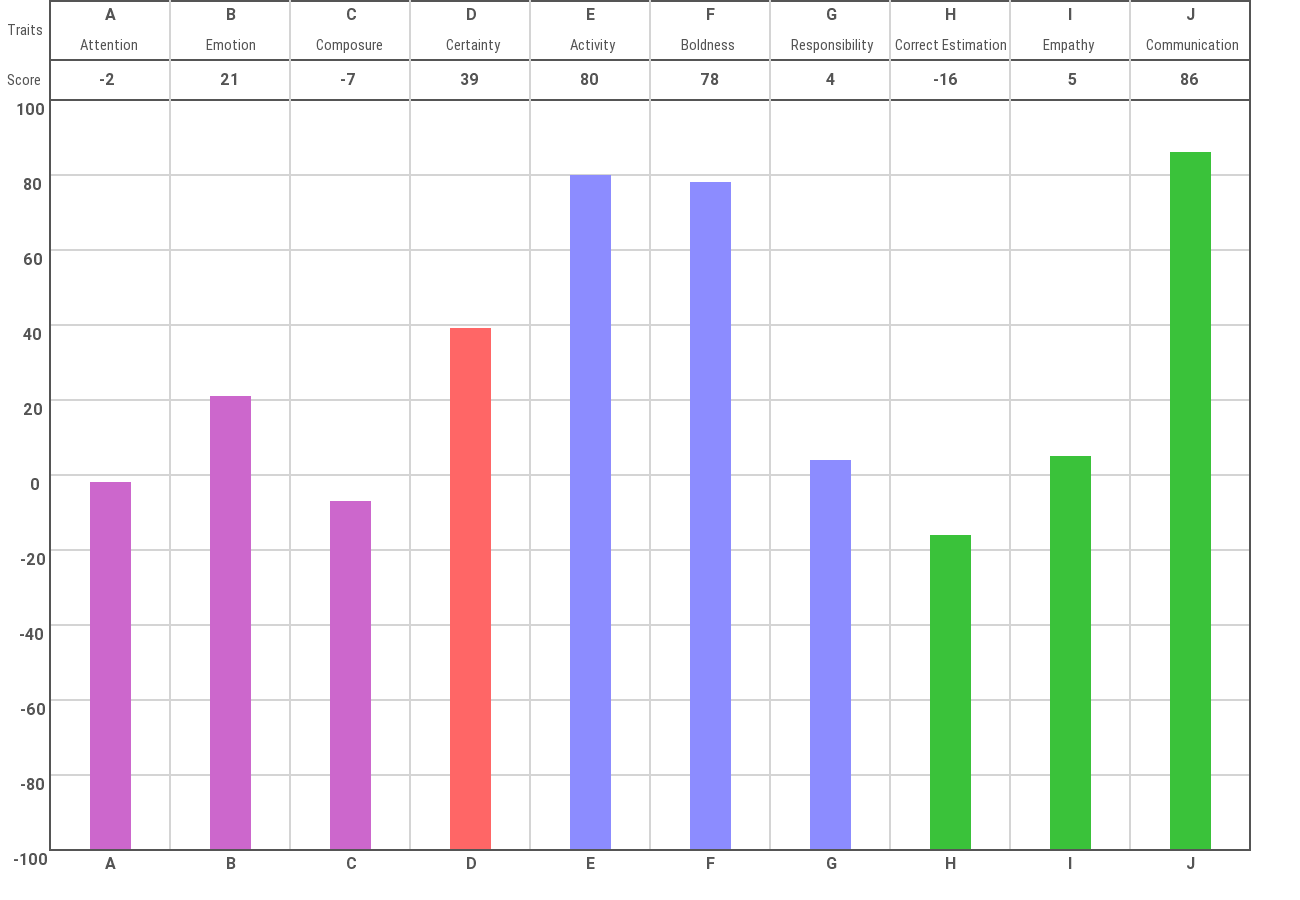 Traits A B C D E F G H I J
Attention Emotion Composure Certainty Activity Boldness Responsibility Correct Estimation Empathy Communication
Score -2 21 -7 39 80 78 4 -16 5 86
100
80
60
40
20
0
-20
-40
-60
-80
-100
A B C D E F G H I J